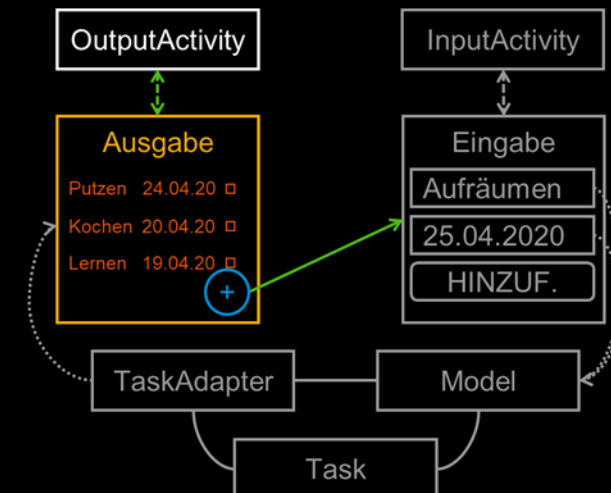 OutputActivity
InputActivity
Ausgabe
Putzen 24.04.20
Kochen 20.04.20
Lernen 19.04.20
+
Eingabe
Aufräumen
25.04.2020
HINZUF.
TaskAdapter
Model
Task